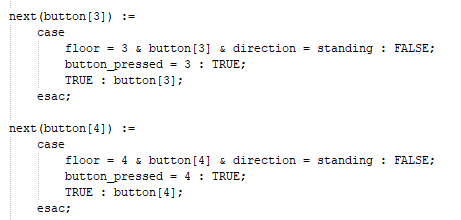 next(button[3]) :=
case
floor = 3 & button[3] & direction = standing : FALSE;
button_pressed = 3 : TRUE;
TRUE : button[3];
esac;
next(button[4]) :=
case
floor = 4 & button[4] & direction = standing : FALSE;
button_pressed = 4 : TRUE;
TRUE : button[4];
esac;